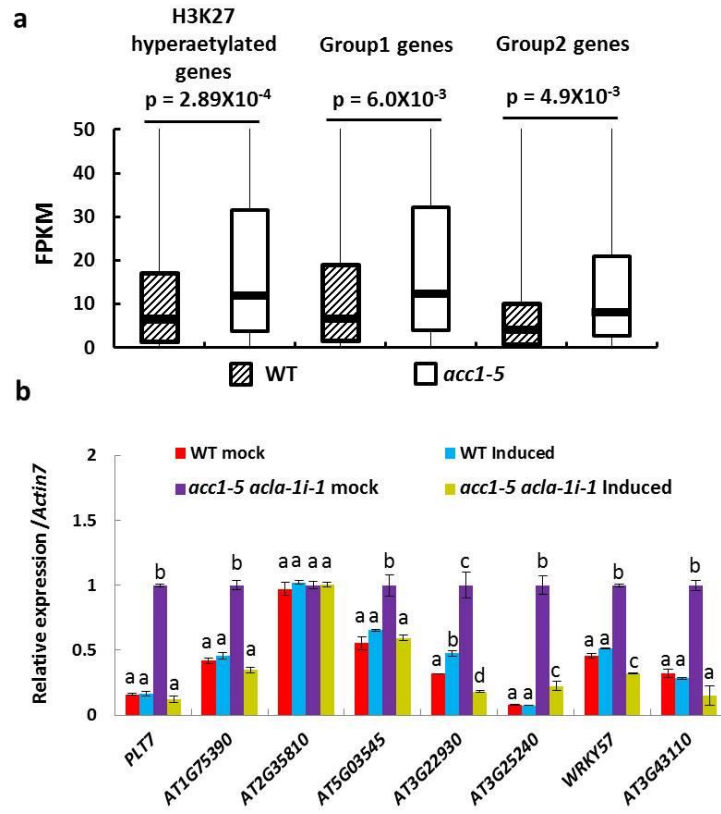 a
H3K27
hyperaetylated
genes
Group1 genes
Group2 genes
p = 2.89X10-4
p = 6.0X10-3
p = 4.9X10-3
FPKM
50
40
30
20
10
0
WT
acc1-5
b
Relative expression /Actin7
2
1.5
1
0.5
0
WT mock
WT Induced
acc1-5 acla-1i-1 mock
acc1-5 acla-1i-1 Induced
a a b a
a a b a
a a a a
a a b a
a b c d
a a b c
a a b c
a a b a
PLT7
AT1G75390
AT2G35810
AT5G03545
AT3G22930
AT3G25240
WRKY57
AT3G43110